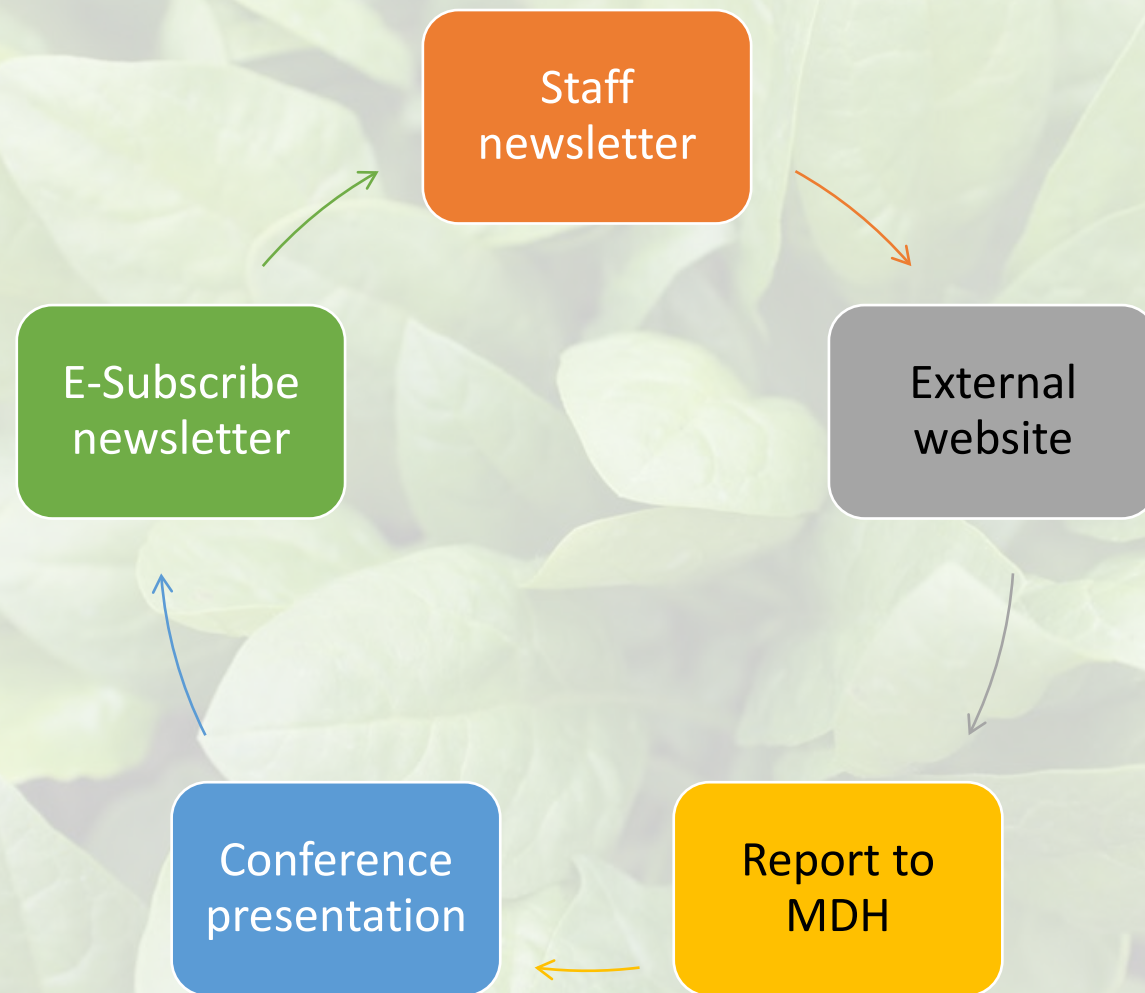 Staff
newsletter
External
website
Report to
MDH
Conference
presentation
E-Subscribe
newsletter